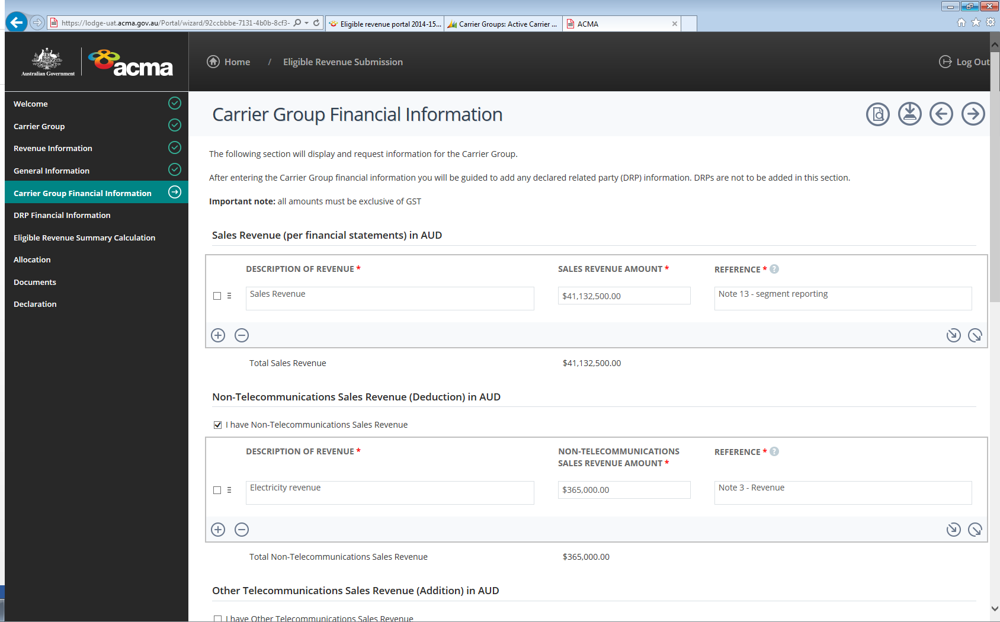 https://lodge-uat.acma.gov.au/Portal/wizard/92ccbbbe-7131-4b0b-8cf3-
Eligible revenue portal 2014-15...
Carrier Groups: Active Carrier ...
ACMA
Australian Government
acma
Home / Eligible Revenue Submission
Log Out
Welcome
Carrier Group
Revenue Information
General Information
Carrier Group Financial Information
DRP Financial Information
Eligible Revenue Summary Calculation
Allocation
Documents
Declaration
Carrier Group Financial Information
The following section will display and request information for the Carrier Group.
After entering the Carrier Group financial information you will be guided to add any declared related party (DRP) information. DRPs are not to be added in this section.
Important note: all amounts must be exclusive of GST
Sales Revenue (per financial statements) in AUD
DESCRIPTION OF REVENUE * SALES REVENUE AMOUNT * REFERENCE * ?
Sales Revenue $41,132,500.00 Note 13 - segment reporting
Total Sales Revenue $41,132,500.00
Non-Telecommunications Sales Revenue (Deduction) in AUD
I have Non-Telecommunications Sales Revenue
DESCRIPTION OF REVENUE * NON-TELECOMMUNICATIONS SALES REVENUE AMOUNT * REFERENCE * ?
Electricity revenue $365,000.00 Note 3 - Revenue
Total Non-Telecommunications Sales Revenue $365,000.00
Other Telecommunications Sales Revenue (Addition) in AUD
I have Other Telecommunications Sales Revenue